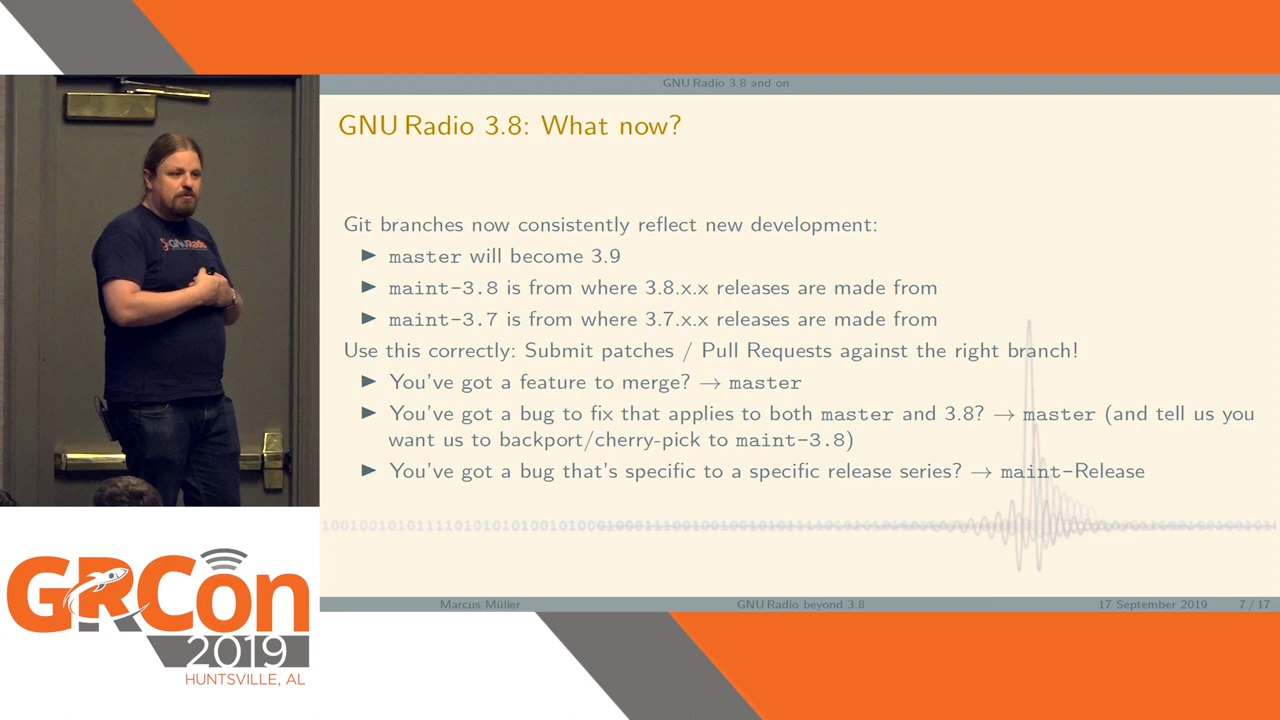 GNU Radio 3.8 and on
GNU Radio 3.8: What now?
Git branches now consistently reflect new development:
▶ master will become 3.9
▶ maint-3.8 is from where 3.8.x.x releases are made from
▶ maint-3.7 is from where 3.7.x.x releases are made from
Use this correctly: Submit patches / Pull Requests against the right branch!
▶ You've got a feature to merge? → master
▶ You've got a bug to fix that applies to both master and 3.8? → master (and tell us you
want us to backport/cherry-pick to maint-3.8)
▶ You've got a bug that's specific to a specific release series? → maint-Release
Marcus Müller GNU Radio beyond 3.8 17 September 2019 7 / 17
GNURadio
GRCon
2019
HUNTSVILLE, AL